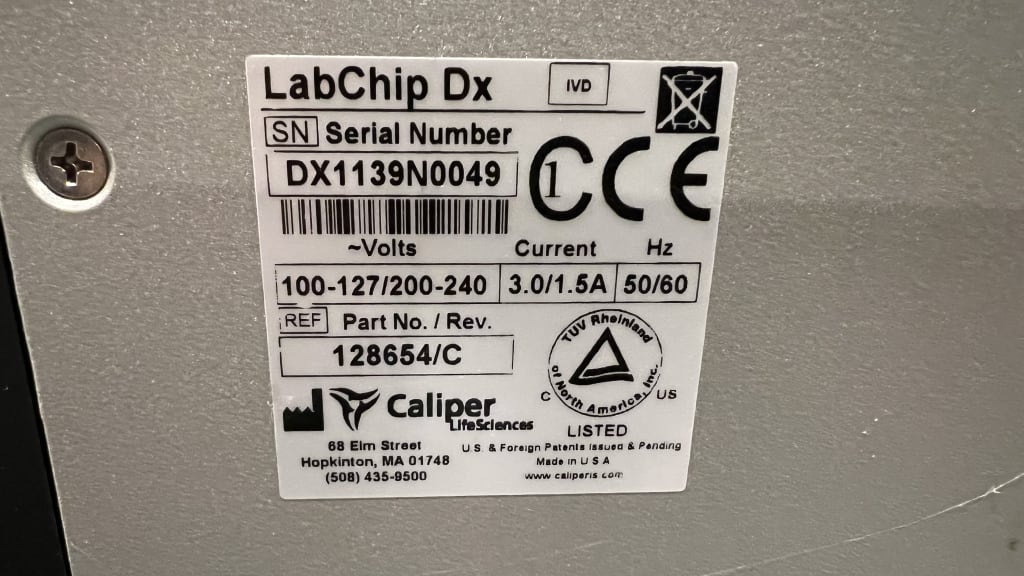 LabChip Dx
IVD
SN Serial Number
DX1139N0049
1 CE
~Volts Current Hz
100-127/200-240 3.0/1.5A 50/60
REF Part No. / Rev.
128654/C
TUV Rheinland
of North America, Inc.
C US
LISTED
Caliper
LifeSciences
68 Elm Street
Hopkinton, MA 01748
(508) 435-9500
U.S. & Foreign Patents Issued & Pending
Made in U S A
www caliperls com